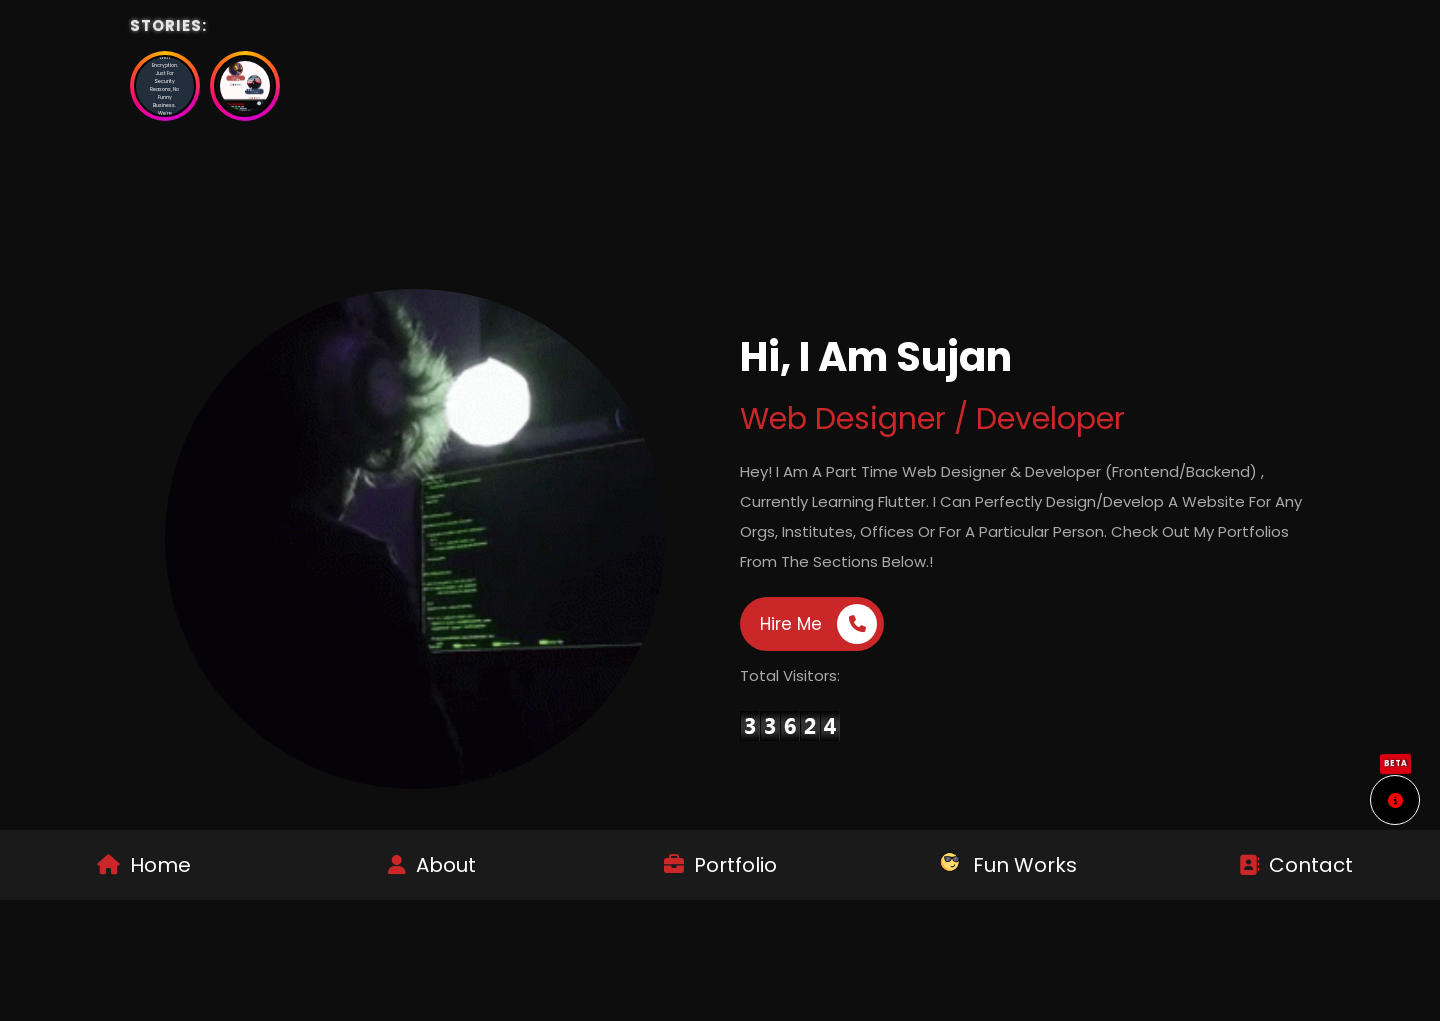 STORIES:
Encryption.
Just For
Security
Reasons, No
Funny
Business.
We're
Hi, I Am Sujan
Web Designer / Developer
Hey! I Am A Part Time Web Designer & Developer (Frontend/Backend) ,
Currently Learning Flutter. I Can Perfectly Design/Develop A Website For Any
Orgs, Institutes, Offices Or For A Particular Person. Check Out My Portfolios
From The Sections Below.!
Hire Me
Total Visitors:
33624
BETA
Home
About
Portfolio
Fun Works
Contact